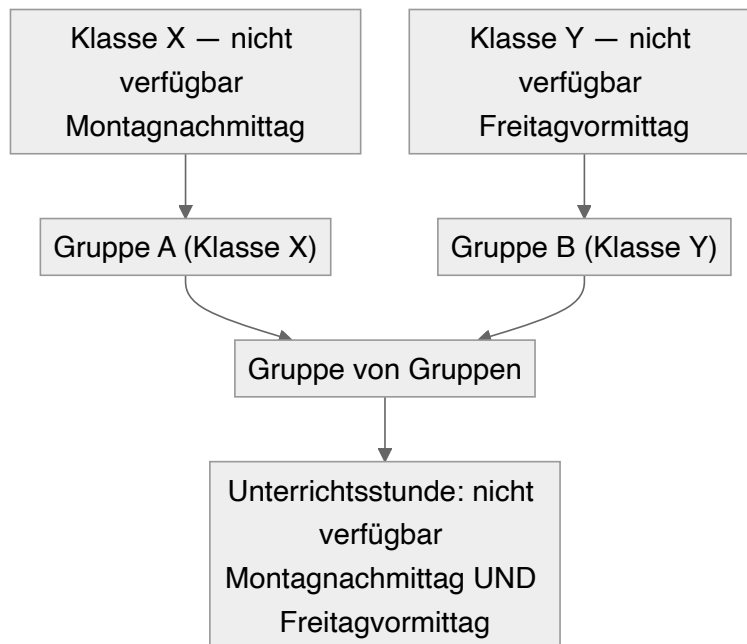 Klasse X — nicht
verfügbar
Montagnachmittag
Klasse Y — nicht
verfügbar
Freitagvormittag
Gruppe A (Klasse X)
Gruppe B (Klasse Y)
Gruppe von Gruppen
Unterrichtsstunde: nicht
verfügbar
Montagnachmittag UND
Freitagvormittag